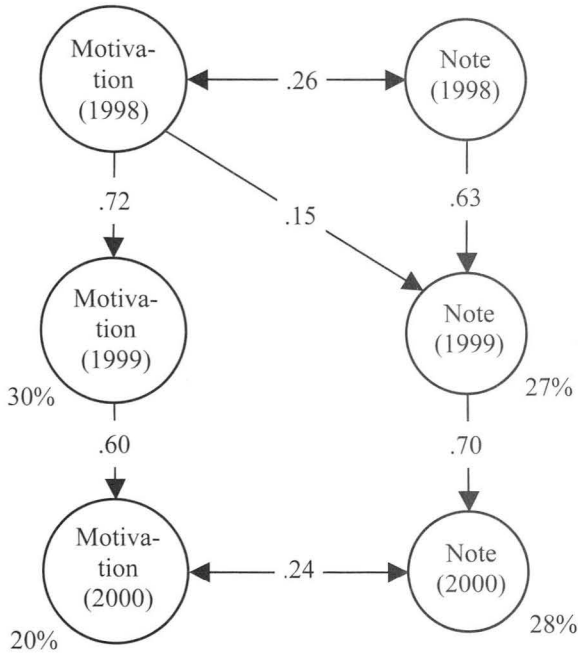 Motiva-
tion
(1998)
.26
Note
(1998)
.72
.15
.63
Motiva-
tion
(1999)
30%
Note
(1999)
27%
.60
.70
Motiva-
tion
(2000)
20%
.24
Note
(2000)
28%